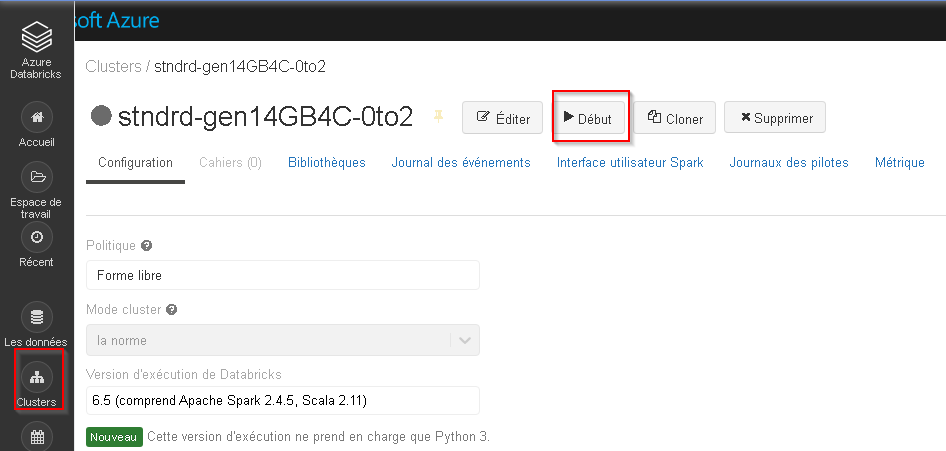 soft Azure
Azure
Databricks
Accueil
Espace de
travail
Récent
Les données
Clusters
Clusters / stndrd-gen14GB4C-0to2
stndrd-gen14GB4C-0to2
Éditer
Début
Cloner
Supprimer
Configuration
Cahiers (0)
Bibliothèques
Journal des événements
Interface utilisateur Spark
Journaux des pilotes
Métrique
Politique
Forme libre
Mode cluster
la norme
Version d'exécution de Databricks
6.5 (comprend Apache Spark 2.4.5, Scala 2.11)
Nouveau Cette version d'exécution ne prend en charge que Python 3.